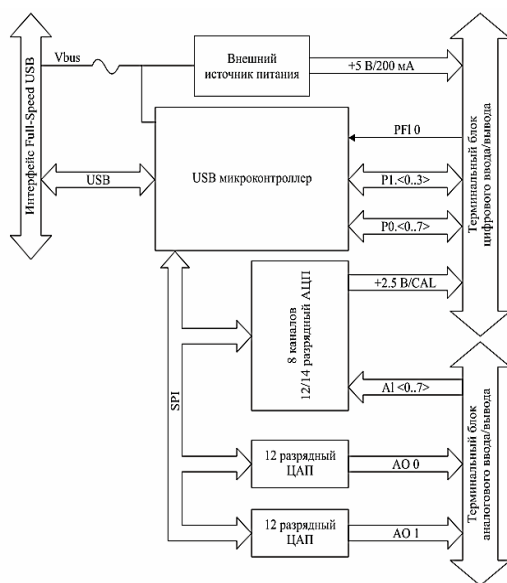 Интерфейс Full-Speed USB
Vbus
Внешний
источник питания
+5 В/200 мА
PFI 0
USB
USB микроконтроллер
P1.<0..3>
P0.<0..7>
Терминальный блок
цифрового ввода/вывода
SPI
8 каналов
12/14 разрядный АЦП
+2.5 В/CAL
AI <0..7>
12 разрядный
ЦАП
AO 0
12 разрядный
ЦАП
AO 1
Терминальный блок
аналогового ввода/вывода